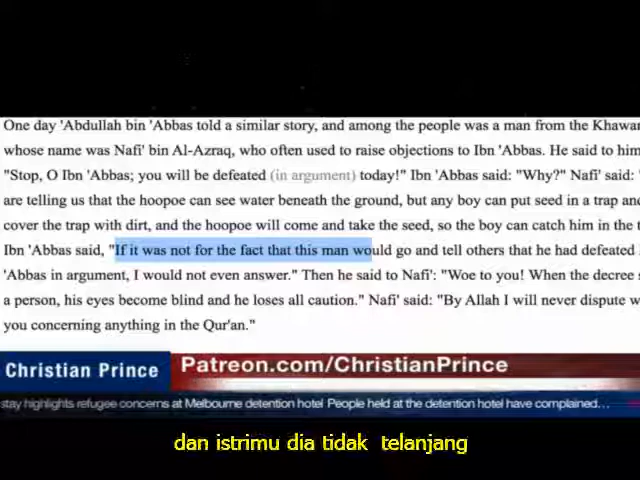 One day 'Abdullah bin 'Abbas told a similar story, and among the people was a man from the Khawar
whose name was Nafi' bin Al-Azraq, who often used to raise objections to Ibn 'Abbas. He said to him
"Stop, O Ibn 'Abbas; you will be defeated (in argument) today!" Ibn 'Abbas said: "Why?" Nafi' said: '
are telling us that the hoopoe can see water beneath the ground, but any boy can put seed in a trap and
cover the trap with dirt, and the hoopoe will come and take the seed, so the boy can catch him in the t
Ibn 'Abbas said, "If it was not for the fact that this man would go and tell others that he had defeated
'Abbas in argument, I would not even answer." Then he said to Nafi': "Woe to you! When the decree s
a person, his eyes become blind and he loses all caution." Nafi' said: "By Allah I will never dispute w
you concerning anything in the Qur'an."
Christian Prince
Patreon.com/ChristianPrince
stay highlights refugee concerns at Melbourne detention hotel People held at the detention hotel have complained...
dan istrimu dia tidak telanjang